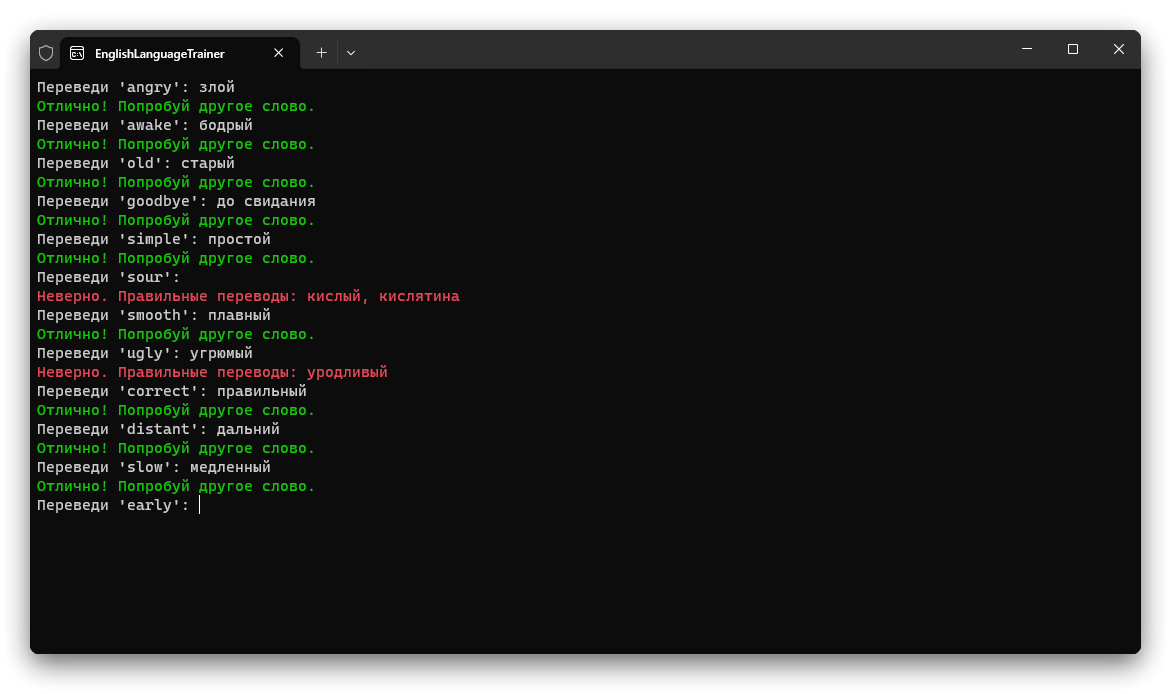 EnglishLanguageTrainer
Переведи 'angry': злой
Отлично! Попробуй другое слово.
Переведи 'awake': бодрый
Отлично! Попробуй другое слово.
Переведи 'old': старый
Отлично! Попробуй другое слово.
Переведи 'goodbye': до свидания
Отлично! Попробуй другое слово.
Переведи 'simple': простой
Отлично! Попробуй другое слово.
Переведи 'sour':
Неверно. Правильные переводы: кислый, кислятина
Переведи 'smooth': плавный
Отлично! Попробуй другое слово.
Переведи 'ugly': угрюмый
Неверно. Правильные переводы: уродливый
Переведи 'correct': правильный
Отлично! Попробуй другое слово.
Переведи 'distant': дальний
Отлично! Попробуй другое слово.
Переведи 'slow': медленный
Отлично! Попробуй другое слово.
Переведи 'early':